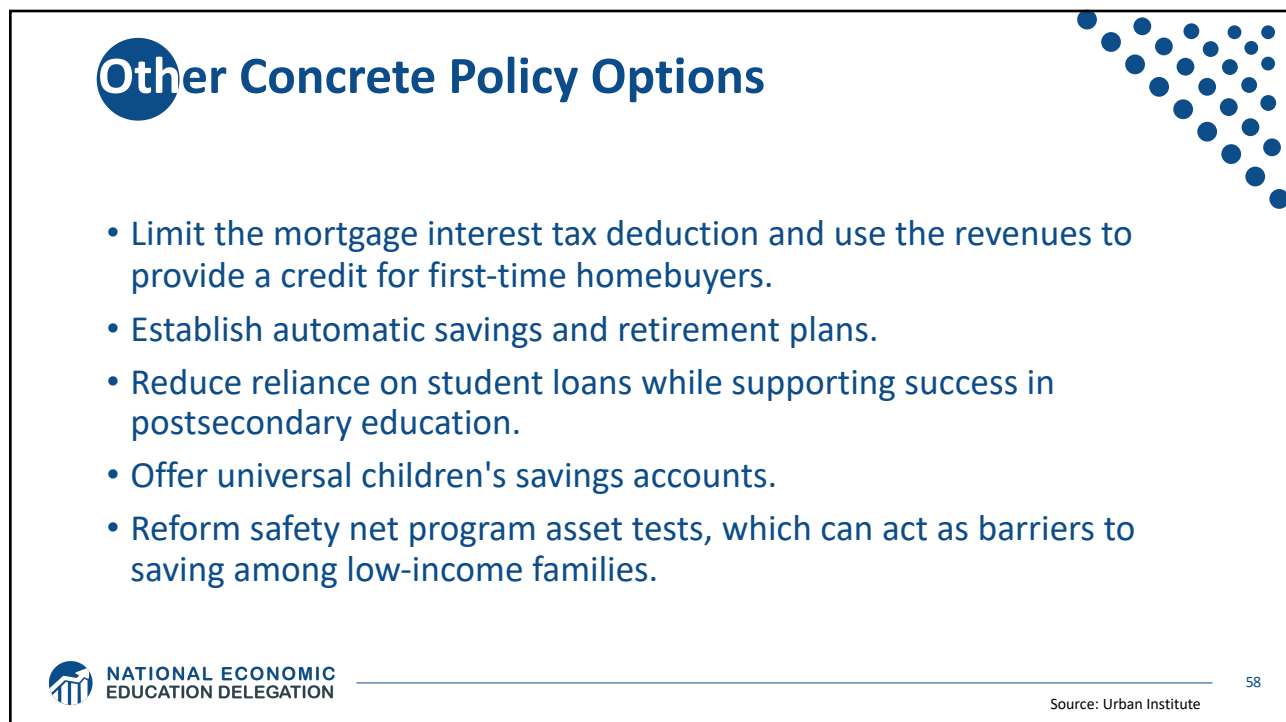 Other Concrete Policy Options
• Limit the mortgage interest tax deduction and use the revenues to
provide a credit for first-time homebuyers.
• Establish automatic savings and retirement plans.
• Reduce reliance on student loans while supporting success in
postsecondary education.
• Offer universal children's savings accounts.
• Reform safety net program asset tests, which can act as barriers to
saving among low-income families.
NATIONAL ECONOMIC
EDUCATION DELEGATION
58
Source: Urban Institute